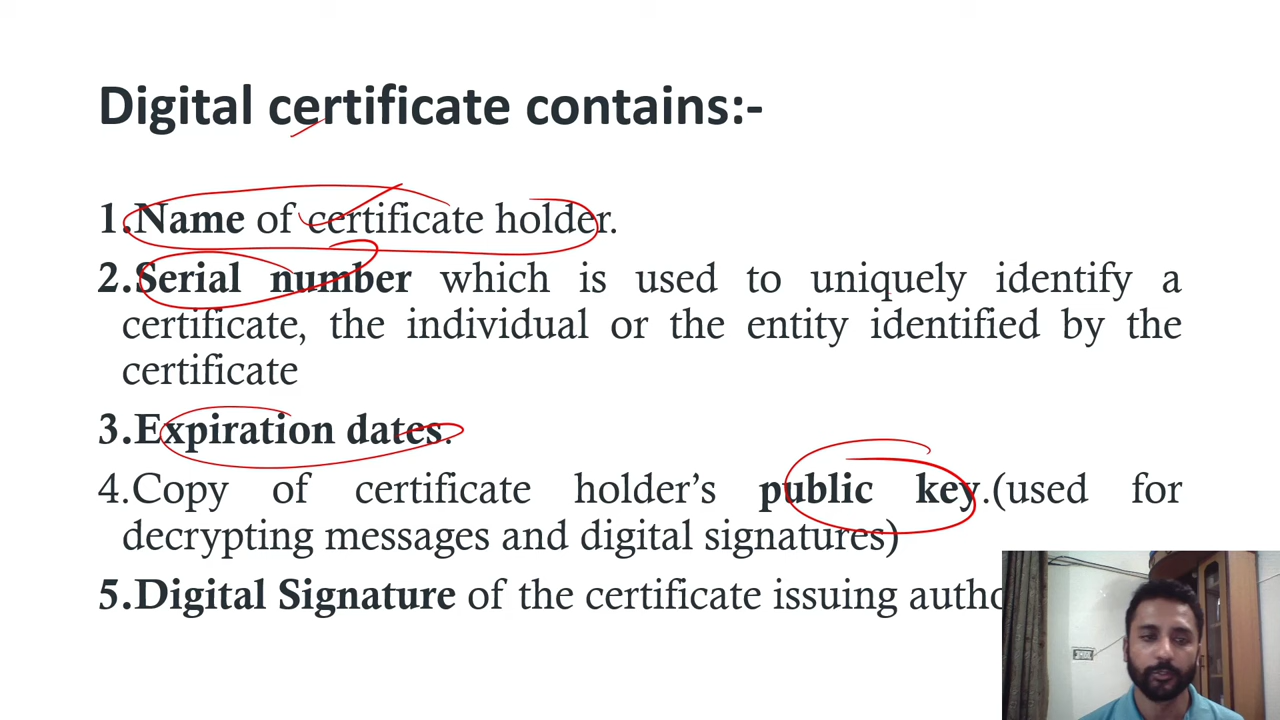 Digital certificate contains:-
1.Name of certificate holder.
2.Serial number which is used to uniquely identify a
certificate, the individual or the entity identified by the
certificate
3.Expiration dates.
4.Copy of certificate holder’s public key.(used for
decrypting messages and digital signatures)
5.Digital Signature of the certificate issuing